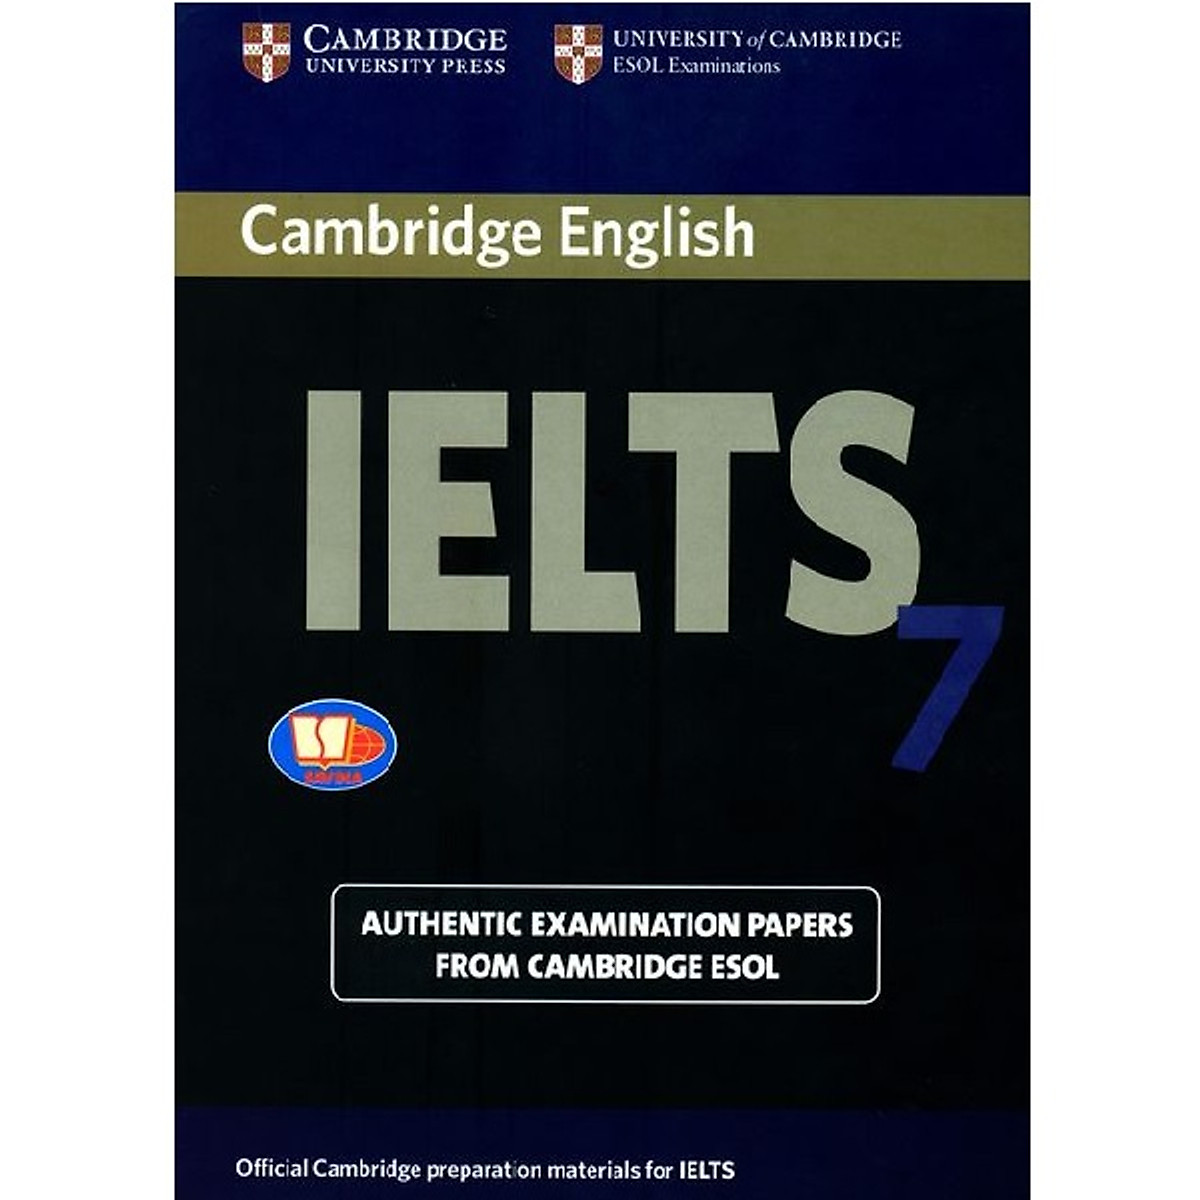 CAMBRIDGE
UNIVERSITY PRESS
UNIVERSITY of CAMBRIDGE
ESOL Examinations
Cambridge English
IELTS
7
AUTHENTIC EXAMINATION PAPERS
FROM CAMBRIDGE ESOL
Official Cambridge preparation materials for IELTS